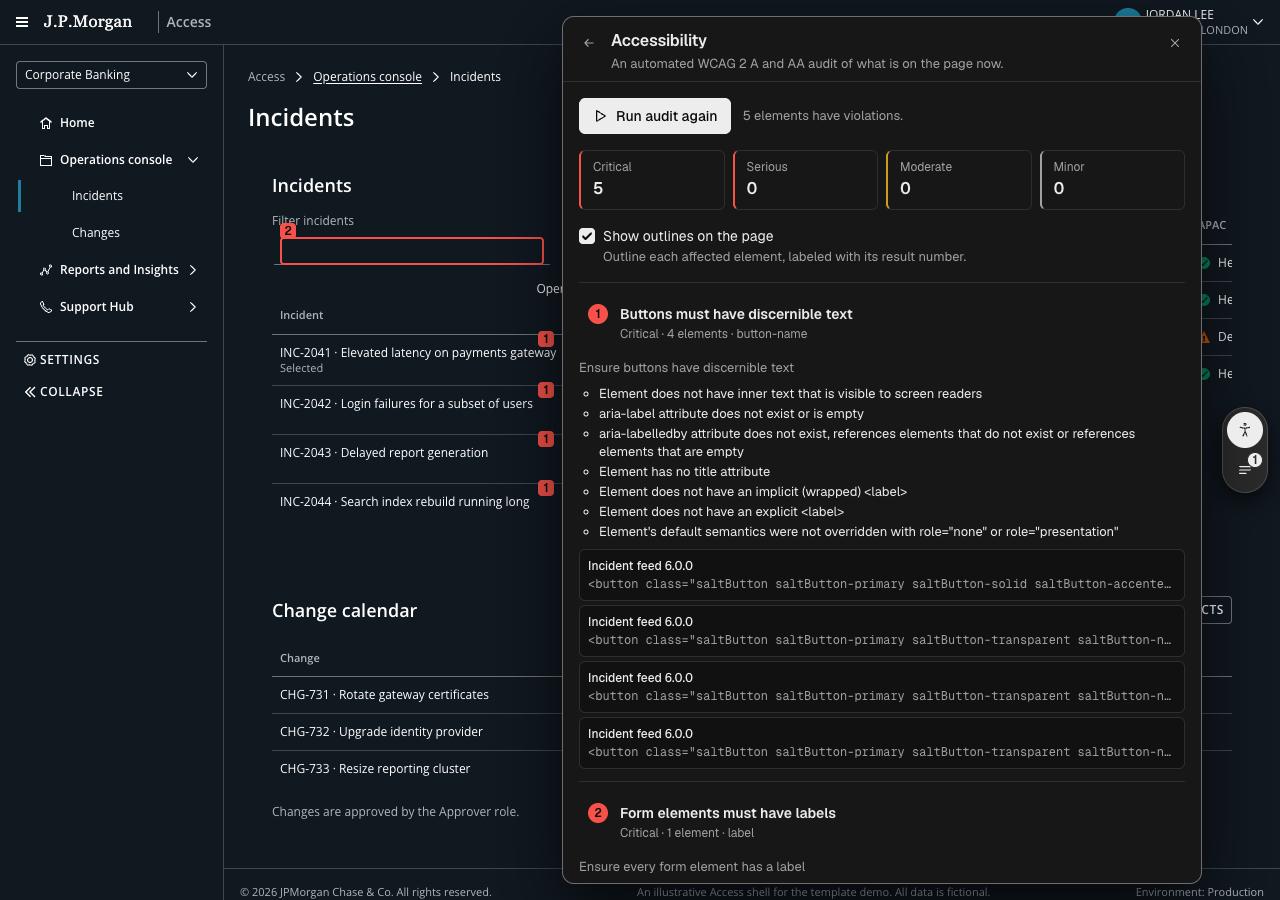 J.P.Morgan
Access
JORDAN LEE
LONDON
Corporate Banking
Home
Operations console
Incidents
Changes
Reports and Insights
Support Hub
SETTINGS
COLLAPSE
Access
Operations console
Incidents
Incidents
Incidents
Filter incidents
2
Incident
INC-2041 · Elevated latency on payments gateway
Selected
1
INC-2042 · Login failures for a subset of users
1
INC-2043 · Delayed report generation
1
INC-2044 · Search index rebuild running long
1
Change calendar
Change
CHG-731 · Rotate gateway certificates
CHG-732 · Upgrade identity provider
CHG-733 · Resize reporting cluster
Changes are approved by the Approver role.
Accessibility
An automated WCAG 2 A and AA audit of what is on the page now.
Run audit again
5 elements have violations.
Critical
5
Serious
0
Moderate
0
Minor
0
Show outlines on the page
Outline each affected element, labeled with its result number.
1
Buttons must have discernible text
Critical · 4 elements · button-name
Ensure buttons have discernible text
Element does not have inner text that is visible to screen readers
aria-label attribute does not exist or is empty
aria-labelledby attribute does not exist, references elements that do not exist or references
elements that are empty
Element has no title attribute
Element does not have an implicit (wrapped) <label>
Element does not have an explicit <label>
Element's default semantics were not overridden with role="none" or role="presentation"
Incident feed 6.0.0
<button class="saltButton saltButton-primary saltButton-solid saltButton-accente…
Incident feed 6.0.0
<button class="saltButton saltButton-primary saltButton-transparent saltButton-n…
Incident feed 6.0.0
<button class="saltButton saltButton-primary saltButton-transparent saltButton-n…
Incident feed 6.0.0
<button class="saltButton saltButton-primary saltButton-transparent saltButton-n…
2
Form elements must have labels
Critical · 1 element · label
Ensure every form element has a label
1
© 2026 JPMorgan Chase & Co. All rights reserved.
An illustrative Access shell for the template demo. All data is fictional.
Environment: Production